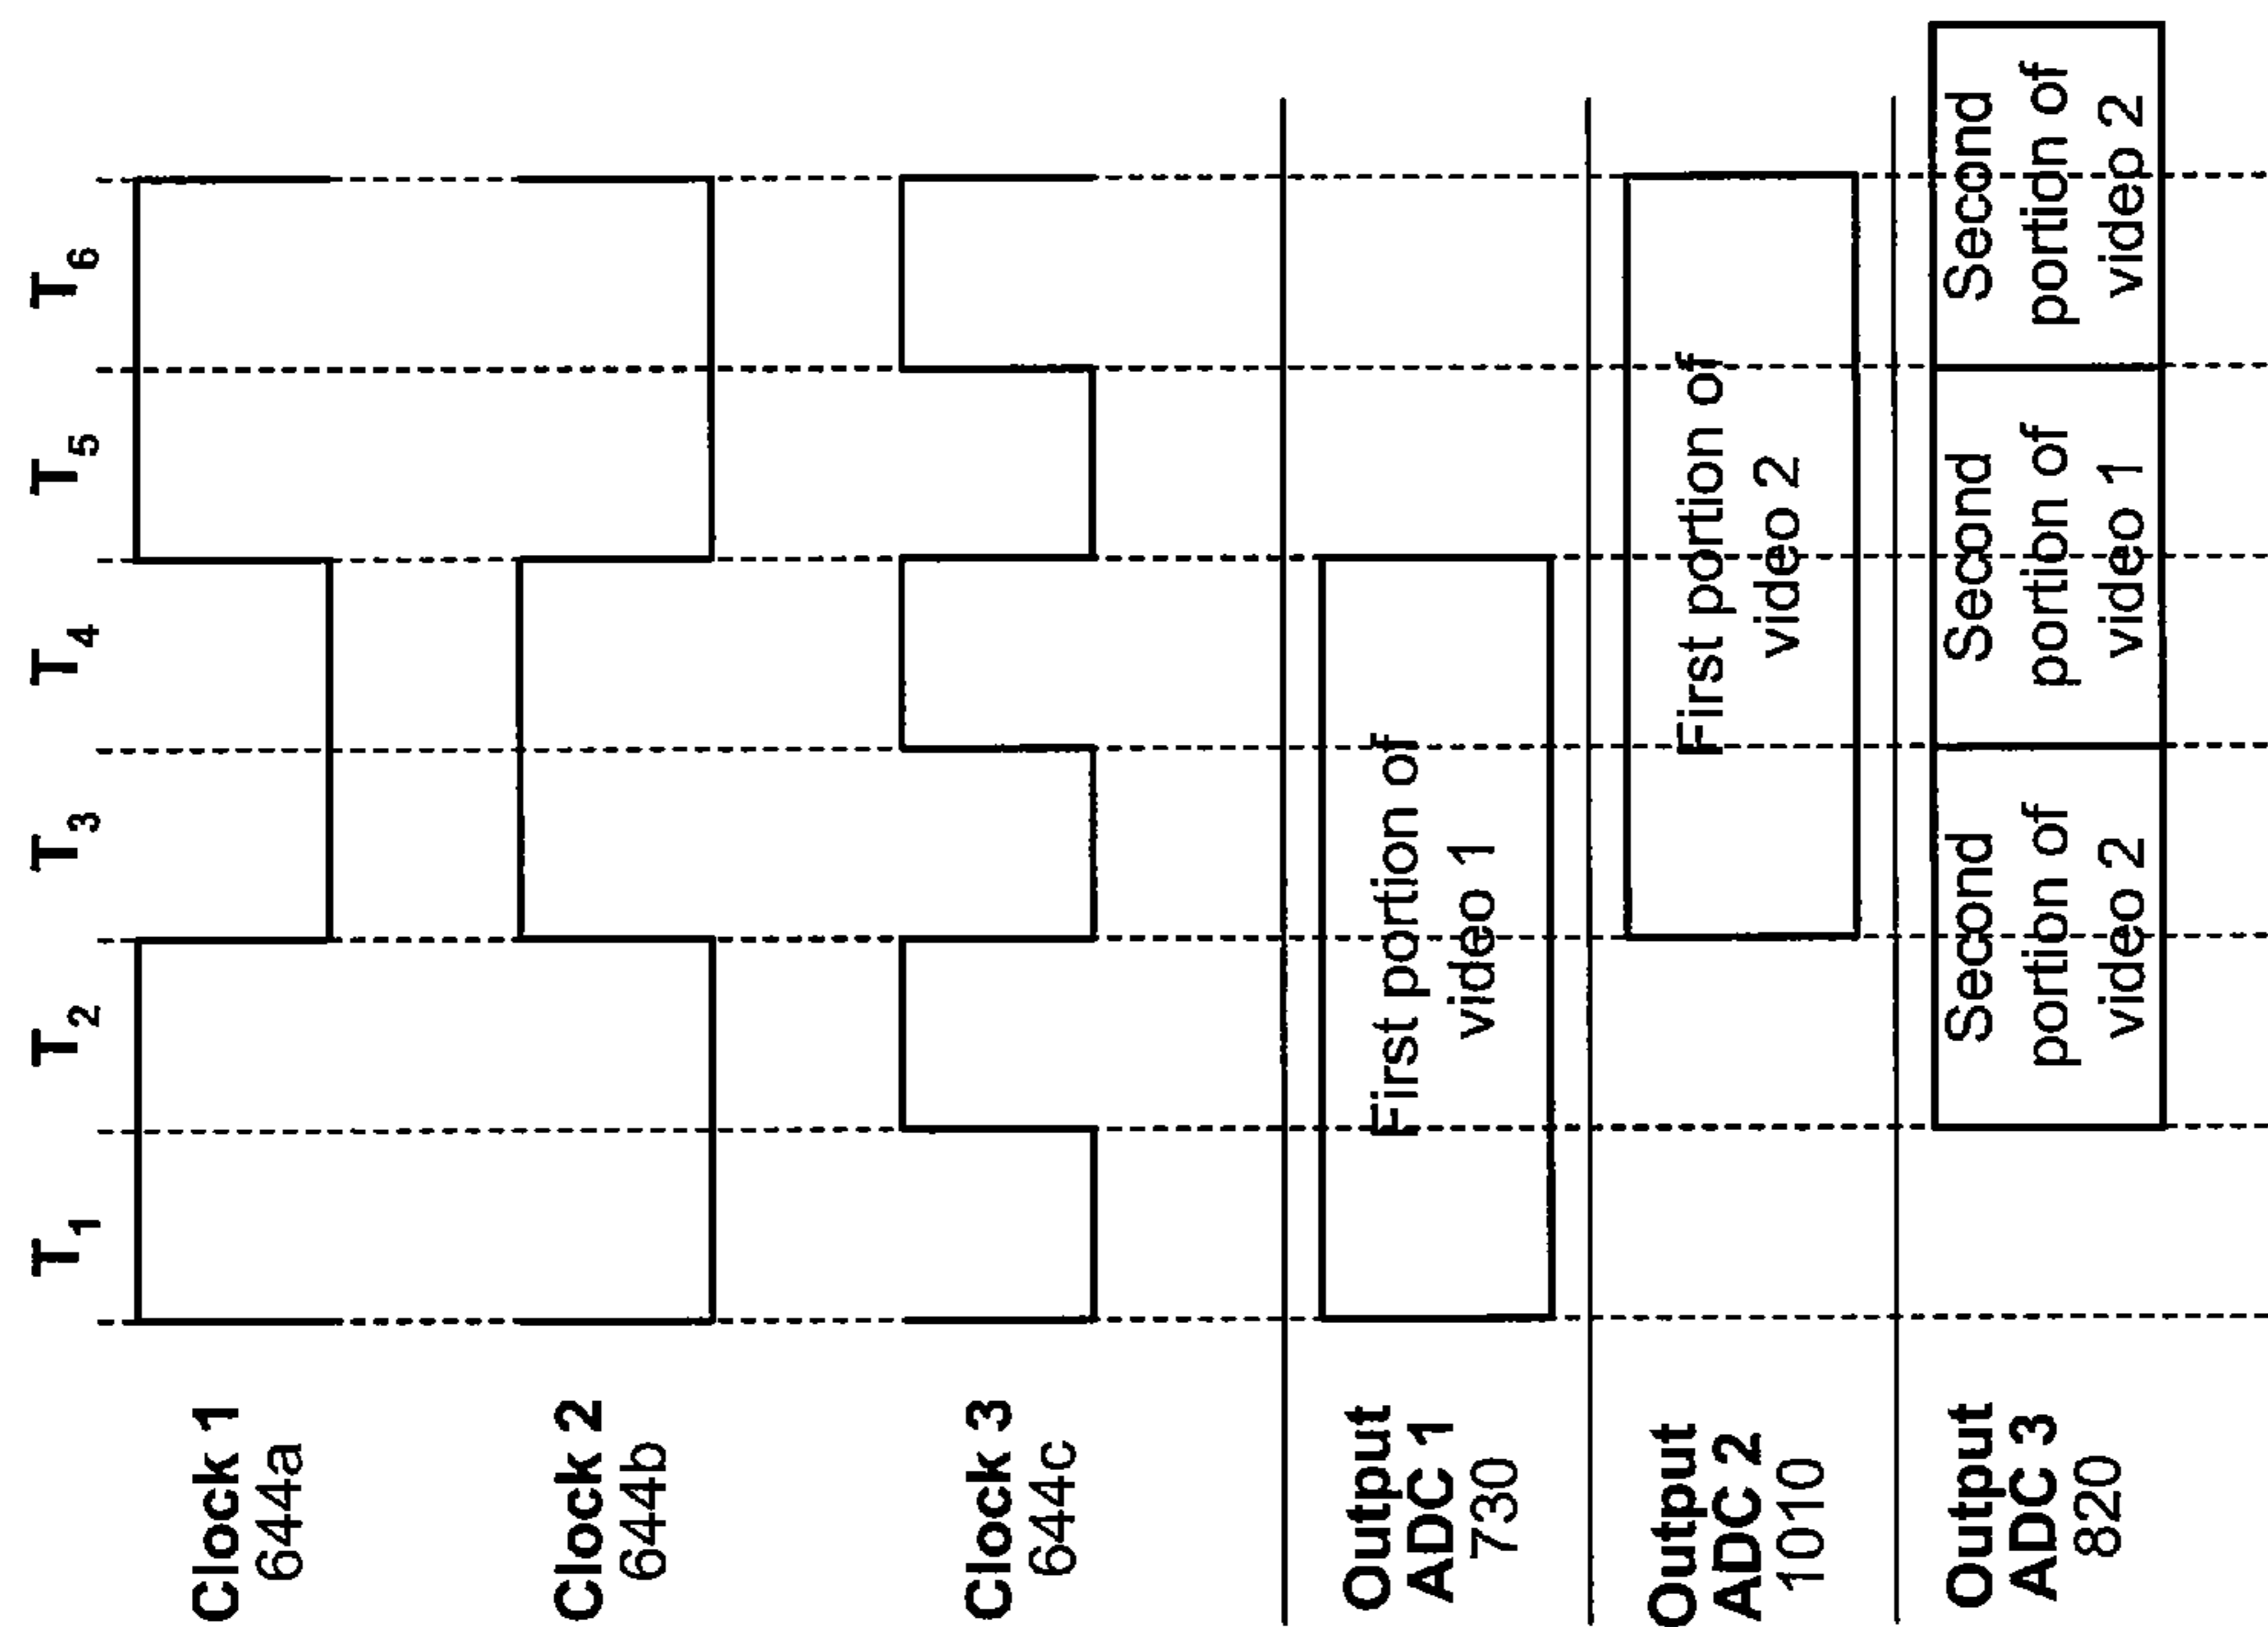 T1 T2 T3 T4 T5 T6
Clock 1
644a
Clock 2
644b
Clock 3
644c
Output
ADC 1
730
First portion of
video 1
Output
ADC 2
1010
First portion of
video 2
Output
ADC 3
820
Second
portion of
video 2
Second
portion of
video 1
Second
portion of
video 2